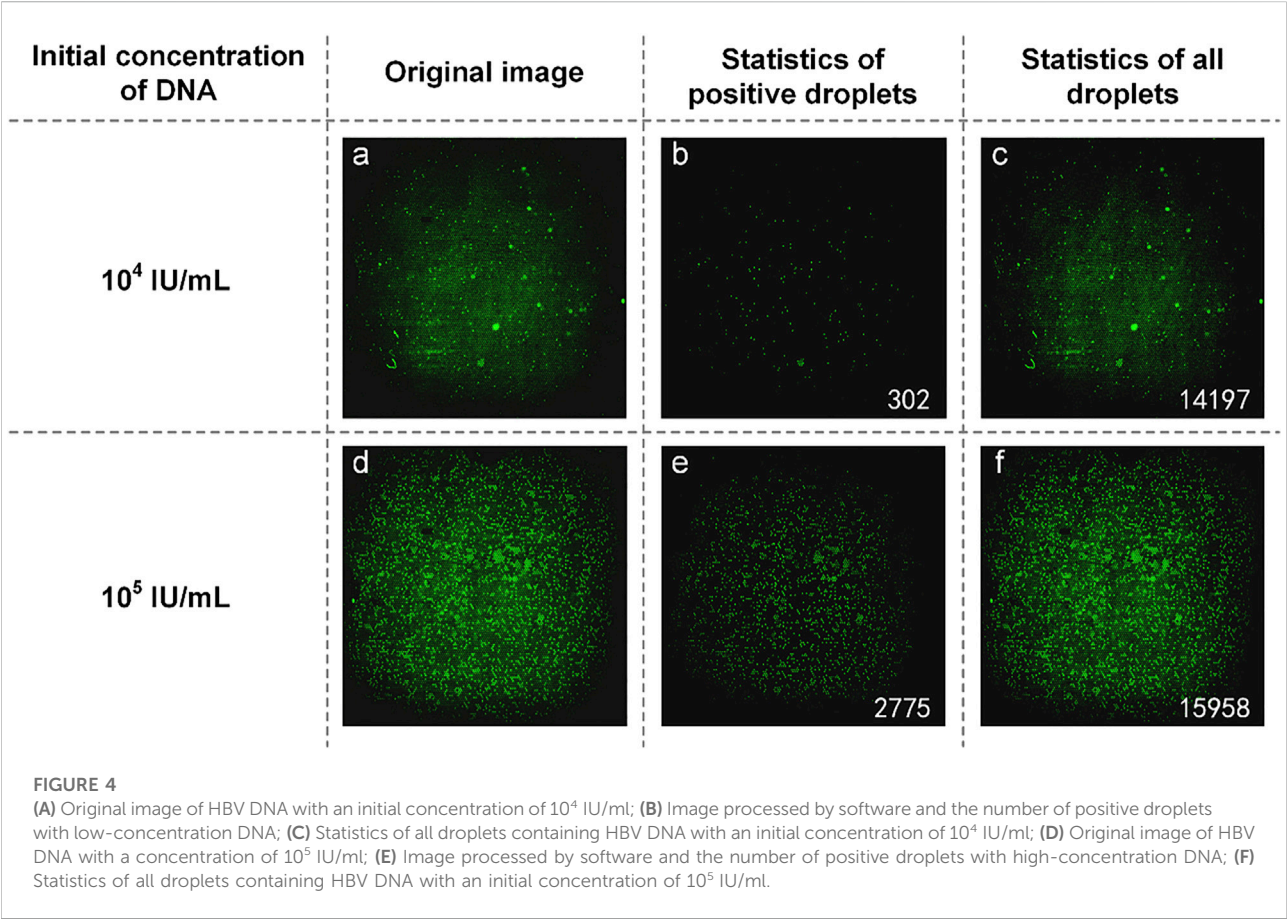 Initial concentration
of DNA
Original image
Statistics of
positive droplets
Statistics of all
droplets
10⁴ IU/mL
a
b
302
c
14197
10⁵ IU/mL
d
e
2775
f
15958
FIGURE 4
(A) Original image of HBV DNA with an initial concentration of 10⁴ IU/ml; (B) Image processed by software and the number of positive droplets
with low-concentration DNA; (C) Statistics of all droplets containing HBV DNA with an initial concentration of 10⁴ IU/ml; (D) Original image of HBV
DNA with a concentration of 10⁵ IU/ml; (E) Image processed by software and the number of positive droplets with high-concentration DNA; (F)
Statistics of all droplets containing HBV DNA with an initial concentration of 10⁵ IU/ml.